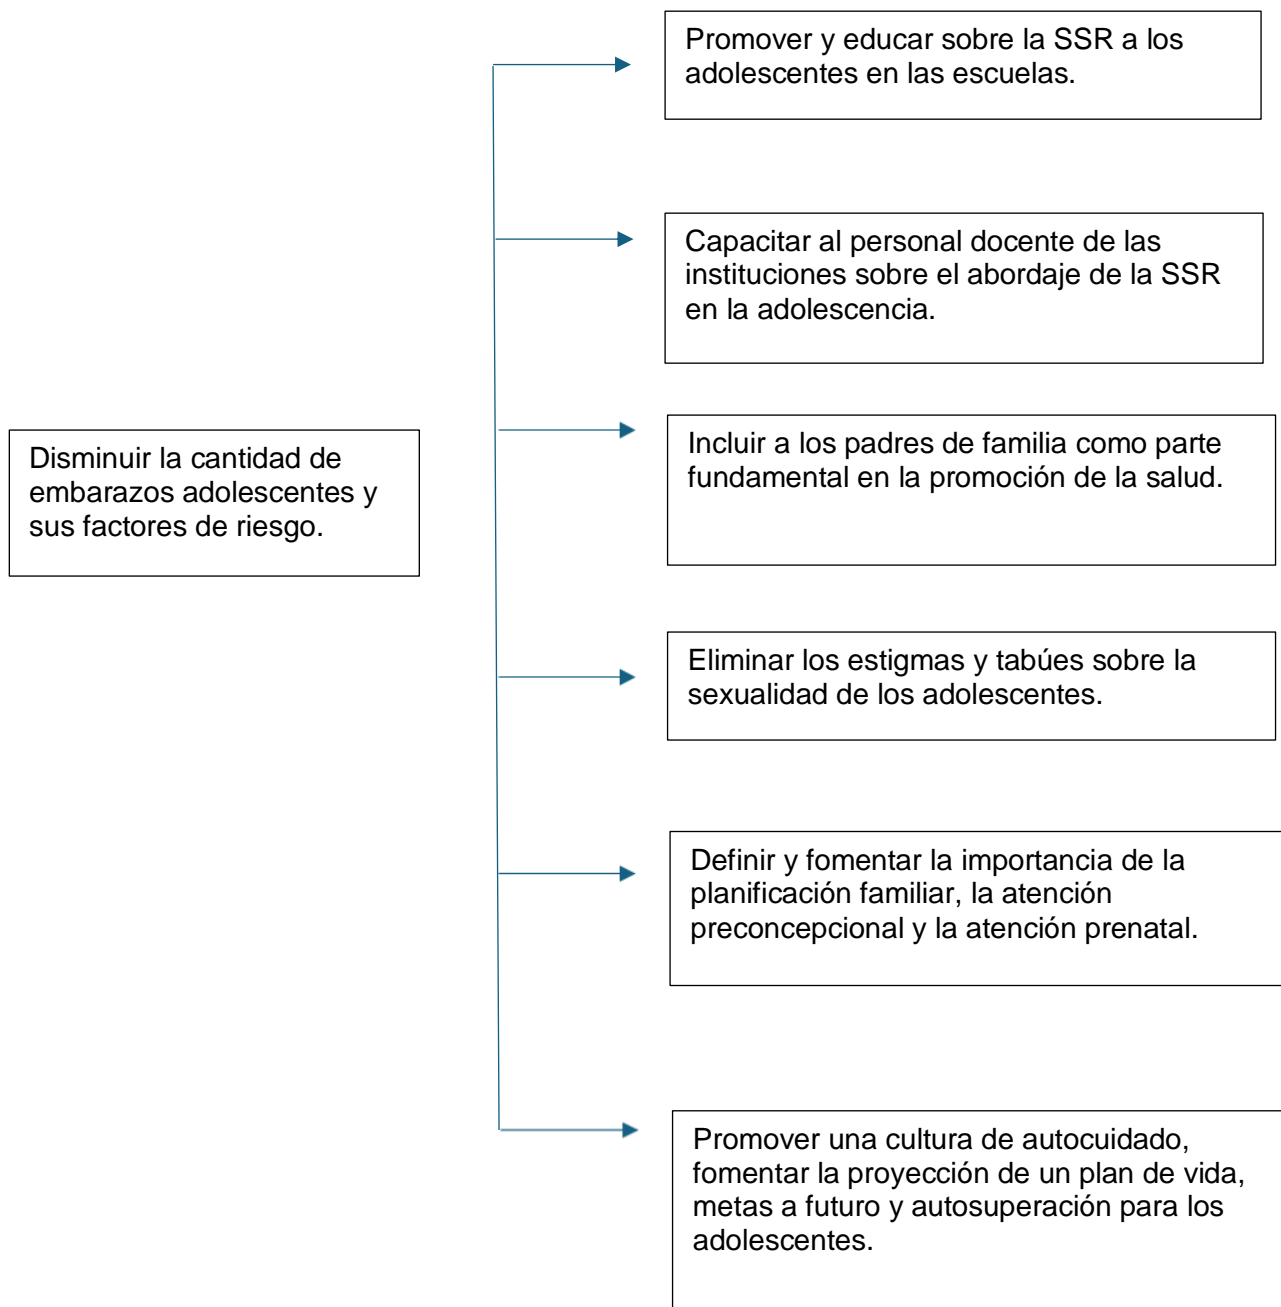 Promover y educar sobre la SSR a los
adolescentes en las escuelas.
Capacitar al personal docente de las
instituciones sobre el abordaje de la SSR
en la adolescencia.
Incluir a los padres de familia como parte
fundamental en la promoción de la salud.
Disminuir la cantidad de
embarazos adolescentes y
sus factores de riesgo.
Eliminar los estigmas y tabúes sobre la
sexualidad de los adolescentes.
Definir y fomentar la importancia de la
planificación familiar, la atención
preconcepcional y la atención prenatal.
Promover una cultura de autocuidado,
fomentar la proyección de un plan de vida,
metas a futuro y autosuperación para los
adolescentes.